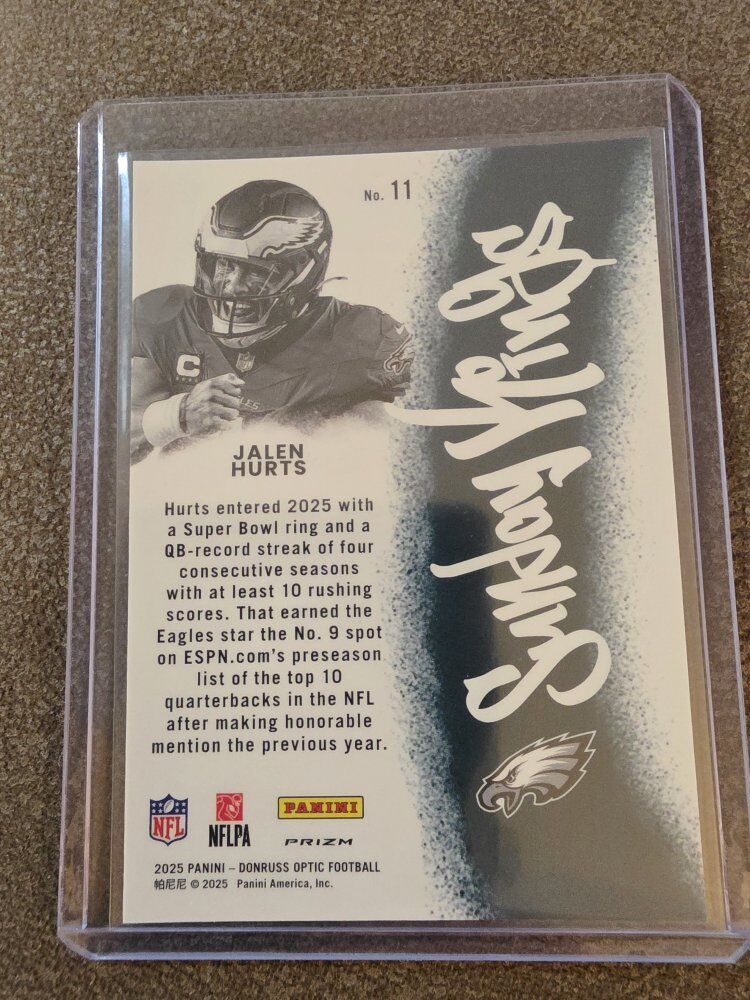 No. 11
Sunday Kings
C
LES
JALEN
HURTS
Hurts entered 2025 with
a Super Bowl ring and a
QB-record streak of four
consecutive seasons
with at least 10 rushing
scores. That earned the
Eagles star the No. 9 spot
on ESPN.com's preseason
list of the top 10
quarterbacks in the NFL
after making honorable
mention the previous year.
NFL
NFLPA
PANINI
PRIZM
2025 PANINI – DONRUSS OPTIC FOOTBALL
帕尼尼 © 2025 Panini America, Inc.